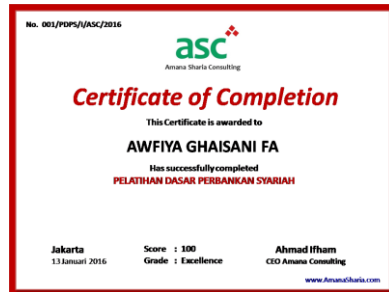 No. 001/PDPS/I/ASC/2016
asc
Amana Sharia Consulting
Certificate of Completion
This Certificate is awarded to
AWFIYA GHAISANI FA
Has successfully completed
PELATIHAN DASAR PERBANKAN SYARIAH
Jakarta Score : 100 Ahmad Ifham
13 Januari 2016 Grade : Excellence CEO Amana Consulting
www.AmanaSharia.com